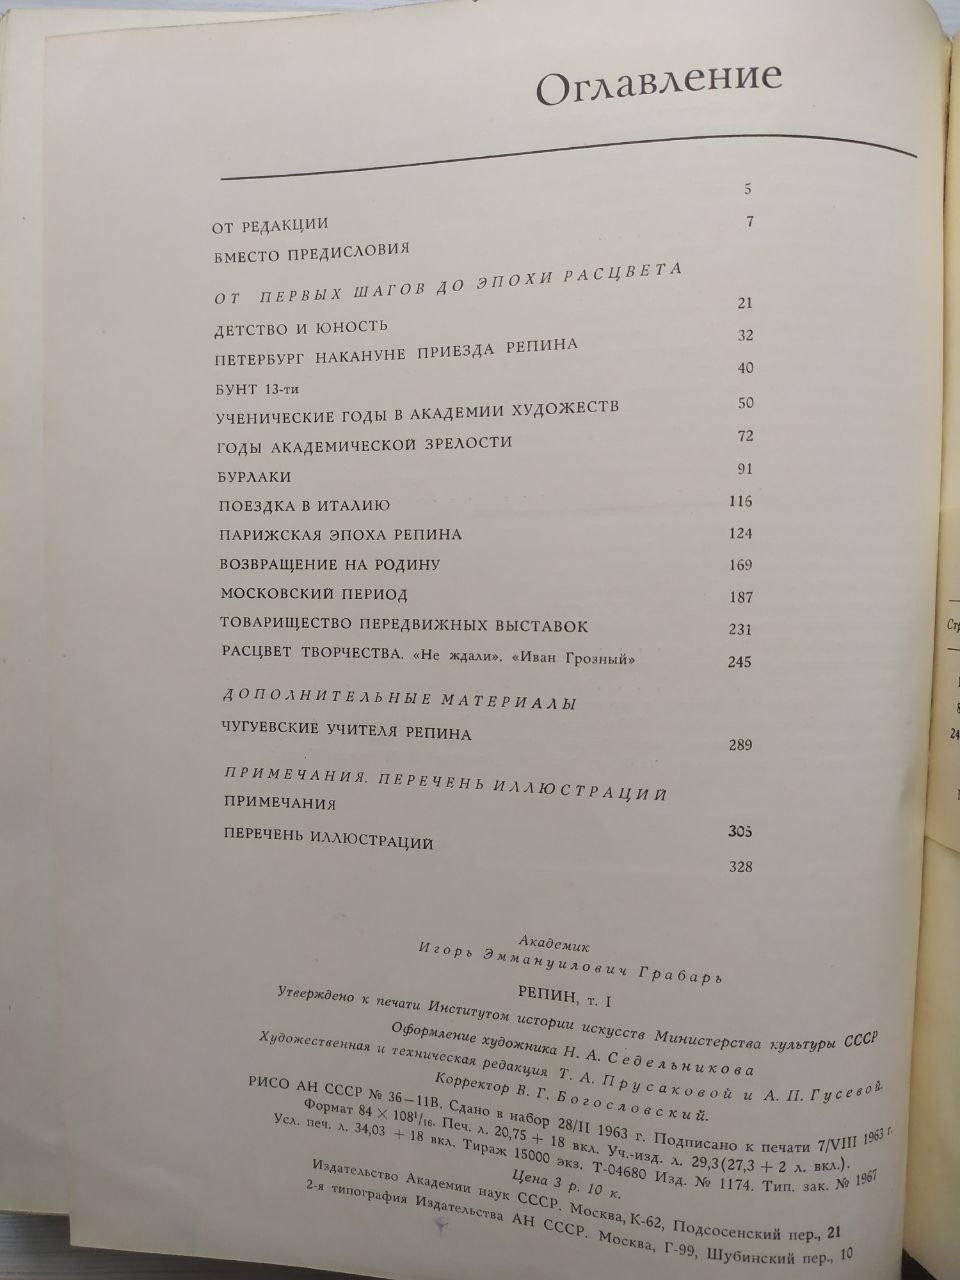 Оглавление
ОТ РЕДАКЦИИ 5
ВМЕСТО ПРЕДИСЛОВИЯ 7
ОТ ПЕРВЫХ ШАГОВ ДО ЭПОХИ РАСЦВЕТА
ДЕТСТВО И ЮНОСТЬ 21
ПЕТЕРБУРГ НАКАНУНЕ ПРИЕЗДА РЕПИНА 32
БУНТ 13-ти 40
УЧЕНИЧЕСКИЕ ГОДЫ В АКАДЕМИИ ХУДОЖЕСТВ 50
ГОДЫ АКАДЕМИЧЕСКОЙ ЗРЕЛОСТИ 72
БУРЛАКИ 91
ПОЕЗДКА В ИТАЛИЮ 116
ПАРИЖСКАЯ ЭПОХА РЕПИНА 124
ВОЗВРАЩЕНИЕ НА РОДИНУ 169
МОСКОВСКИЙ ПЕРИОД 187
ТОВАРИЩЕСТВО ПЕРЕДВИЖНЫХ ВЫСТАВОК 231
РАСЦВЕТ ТВОРЧЕСТВА. «Не ждали». «Иван Грозный» 245
ДОПОЛНИТЕЛЬНЫЕ МАТЕРИАЛЫ
ЧУГУЕВСКИЕ УЧИТЕЛЯ РЕПИНА 289
ПРИМЕЧАНИЯ. ПЕРЕЧЕНЬ ИЛЛЮСТРАЦИЙ
ПРИМЕЧАНИЯ 305
ПЕРЕЧЕНЬ ИЛЛЮСТРАЦИЙ 328
Академик
Игорь Эммануилович Грабарь
РЕПИН, т. I
Утверждено к печати Институтом истории искусств Министерства культуры СССР
Оформление художника Н. А. Седельникова
Художественная и техническая редакция Т. А. Прусаковой и А. П. Гусевой.
Корректор В. Г. Богословский.
РИСО АН СССР № 36—11В. Сдано в набор 28/II 1963 г. Подписано к печати 7/VIII 1963 г.
Формат 84 × 108¹/₁₆. Печ. л. 20,75 + 18 вкл. Уч.-изд. л. 29,3 (27,3 + 2 л. вкл.).
Усл. печ. л. 34,03 + 18 вкл. Тираж 15000 экз. Т-04680 Изд. № 1174. Тип. зак. № 1967
Цена 3 р. 10 к.
Издательство Академии наук СССР. Москва, К-62, Подсосенский пер., 21
2-я типография Издательства АН СССР. Москва, Г-99, Шубинский пер., 10